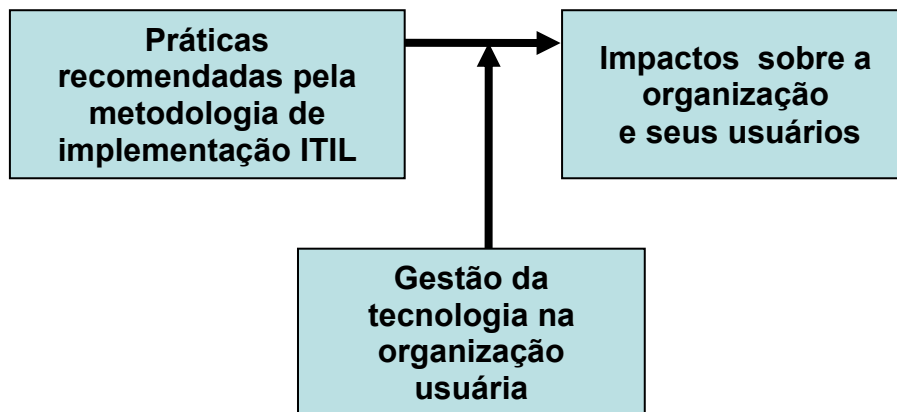 Práticas
recomendadas pela
metodologia de
implementação ITIL
Impactos sobre a
organização
e seus usuários
Gestão da
tecnologia na
organização
usuária